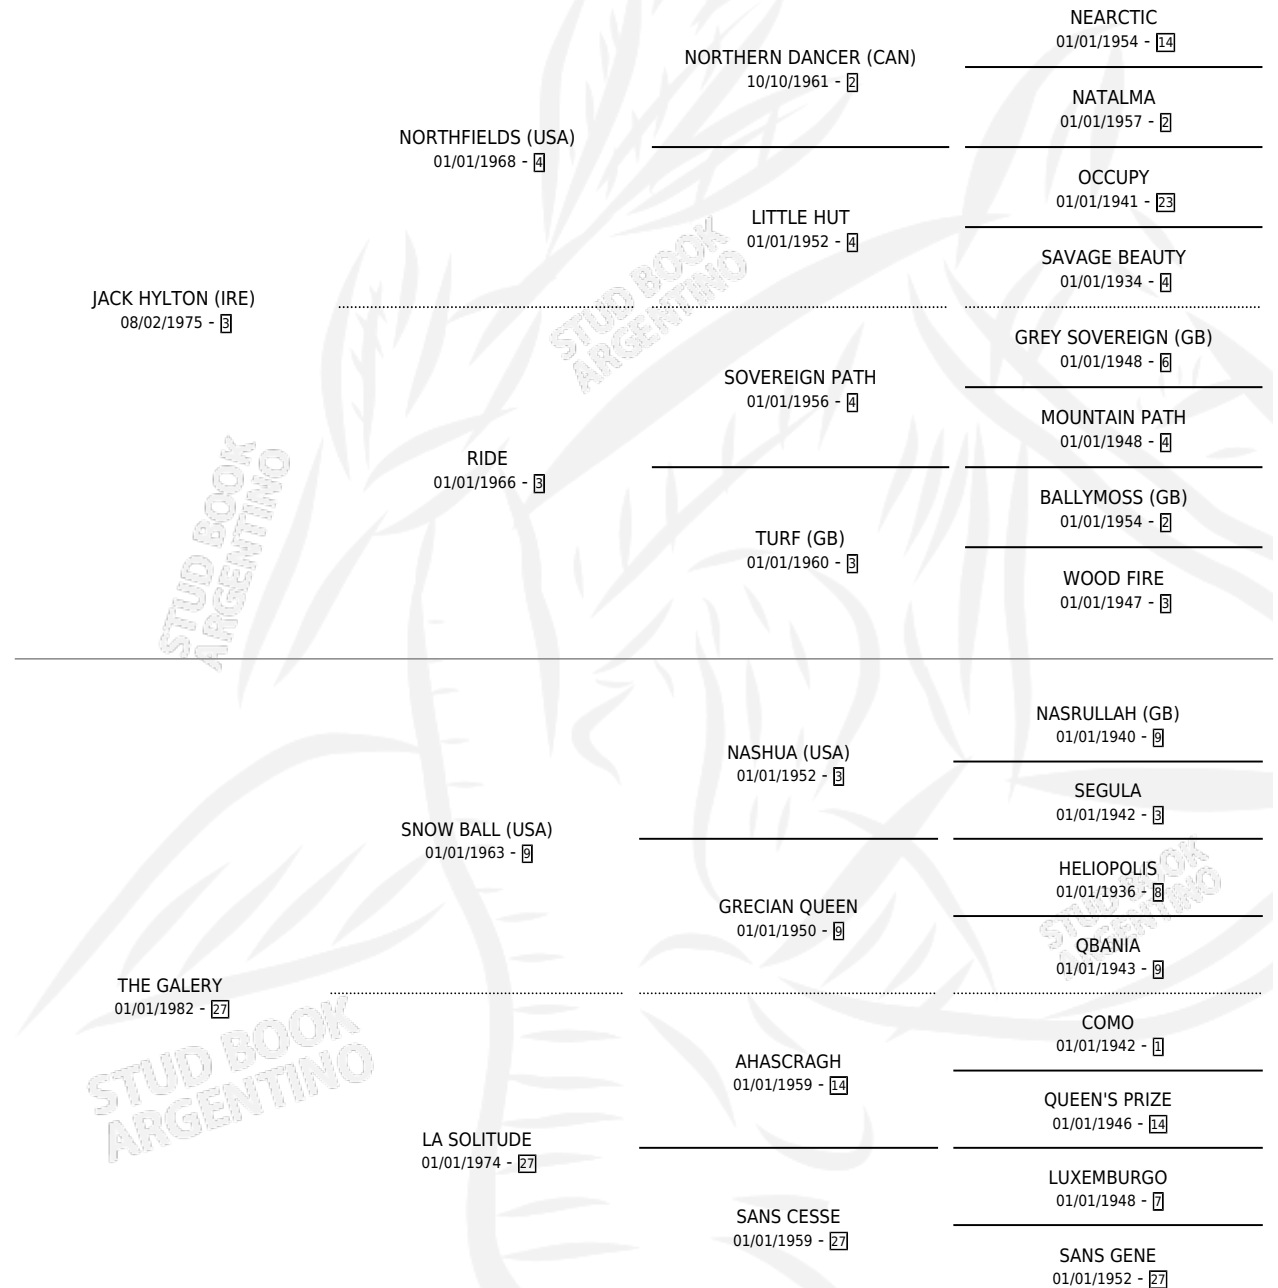 NEARCTIC
01/01/1954 - 14
NORTHERN DANCER (CAN)
10/10/1961 - 2
NATALMA
01/01/1957 - 2
NORTHFIELDS (USA)
01/01/1968 - 4
OCCUPY
01/01/1941 - 23
LITTLE HUT
01/01/1952 - 4
SAVAGE BEAUTY
01/01/1934 - 4
JACK HYLTON (IRE)
08/02/1975 - 3
GREY SOVEREIGN (GB)
01/01/1948 - 6
SOVEREIGN PATH
01/01/1956 - 4
MOUNTAIN PATH
01/01/1948 - 4
RIDE
01/01/1966 - 3
BALLYMOSS (GB)
01/01/1954 - 2
TURF (GB)
01/01/1960 - 3
WOOD FIRE
01/01/1947 - 3
STUD BOOK
ARGENTINO
STUD BOOK
ARGENTINO
NASRULLAH (GB)
01/01/1940 - 9
NASHUA (USA)
01/01/1952 - 3
SEGULA
01/01/1942 - 3
SNOW BALL (USA)
01/01/1963 - 9
HELIOPOLIS
01/01/1936 - 8
GRECIAN QUEEN
01/01/1950 - 9
QBANIA
01/01/1943 - 9
THE GALERY
01/01/1982 - 27
COMO
01/01/1942 - 1
AHASCRAGH
01/01/1959 - 14
QUEEN'S PRIZE
01/01/1946 - 14
LA SOLITUDE
01/01/1974 - 27
LUXEMBURGO
01/01/1948 - 7
SANS CESSE
01/01/1959 - 27
SANS GENE
01/01/1952 - 27
STUD BOOK
ARGENTINO
STUD BOOK
ARGENTINO